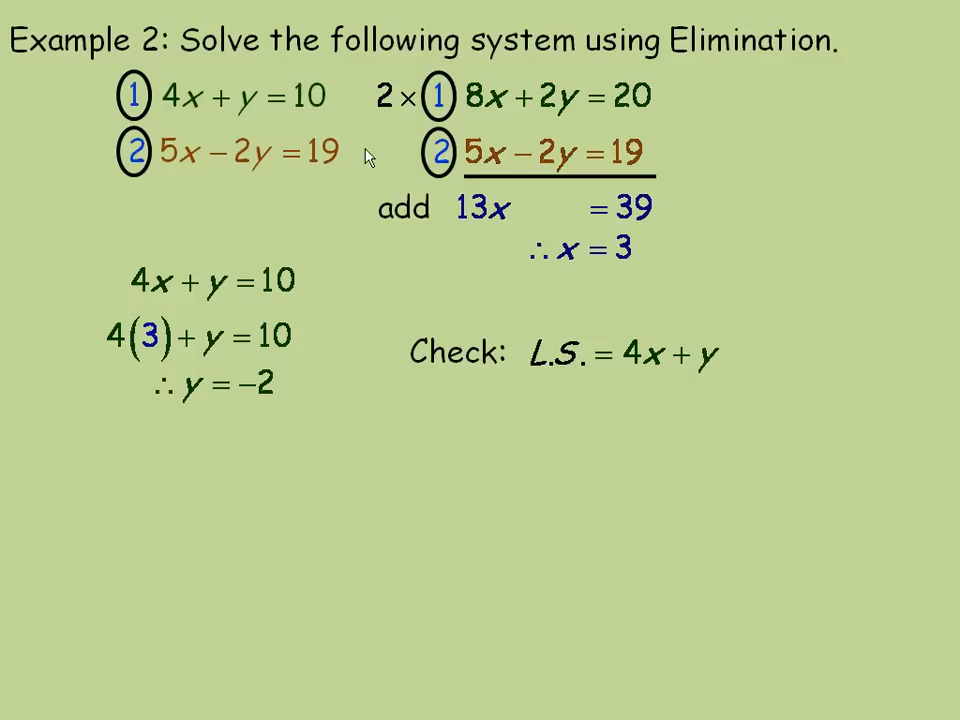 Example 2: Solve the following system using Elimination.
1 4x + y = 10 2 × 1 8x + 2y = 20
2 5x − 2y = 19 2 5x − 2y = 19
add 13x = 39
∴ x = 3
4x + y = 10
4(3) + y = 10
Check: L.S. = 4x + y
∴ y = −2